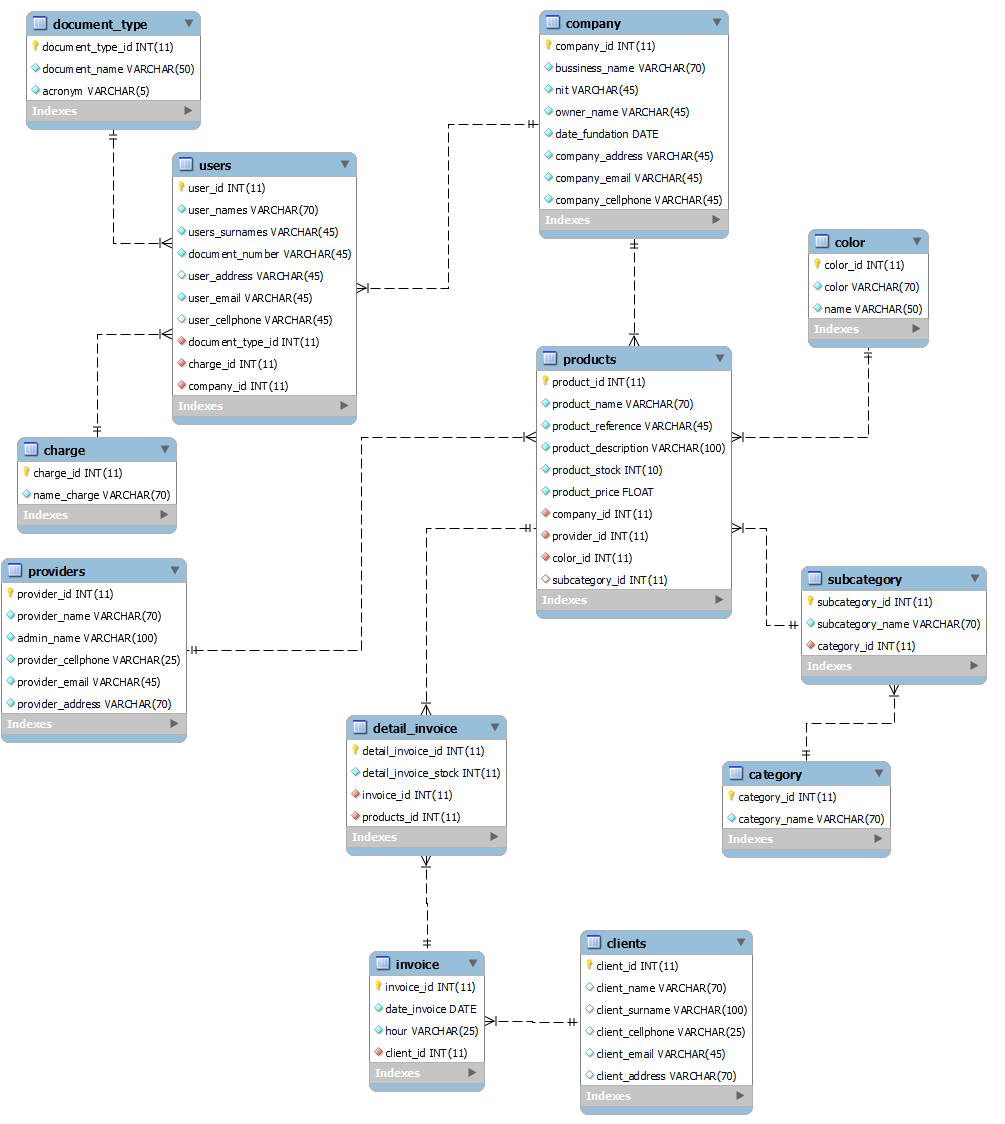 document_type
document_type_id INT(11)
document_name VARCHAR(50)
acronym VARCHAR(5)
Indexes
company
company_id INT(11)
bussiness_name VARCHAR(70)
nit VARCHAR(45)
owner_name VARCHAR(45)
date_fundation DATE
company_address VARCHAR(45)
company_email VARCHAR(45)
company_cellphone VARCHAR(45)
Indexes
users
user_id INT(11)
user_names VARCHAR(70)
users_surnames VARCHAR(45)
document_number VARCHAR(45)
user_address VARCHAR(45)
user_email VARCHAR(45)
user_cellphone VARCHAR(45)
document_type_id INT(11)
charge_id INT(11)
company_id INT(11)
Indexes
color
color_id INT(11)
color VARCHAR(70)
name VARCHAR(50)
Indexes
products
product_id INT(11)
product_name VARCHAR(70)
product_reference VARCHAR(45)
product_description VARCHAR(100)
product_stock INT(10)
product_price FLOAT
company_id INT(11)
provider_id INT(11)
color_id INT(11)
subcategory_id INT(11)
Indexes
charge
charge_id INT(11)
name_charge VARCHAR(70)
Indexes
providers
provider_id INT(11)
provider_name VARCHAR(70)
admin_name VARCHAR(100)
provider_cellphone VARCHAR(25)
provider_email VARCHAR(45)
provider_address VARCHAR(70)
Indexes
subcategory
subcategory_id INT(11)
subcategory_name VARCHAR(70)
category_id INT(11)
Indexes
detail_invoice
detail_invoice_id INT(11)
detail_invoice_stock INT(11)
invoice_id INT(11)
products_id INT(11)
Indexes
category
category_id INT(11)
category_name VARCHAR(70)
Indexes
invoice
invoice_id INT(11)
date_invoice DATE
hour VARCHAR(25)
client_id INT(11)
Indexes
clients
client_id INT(11)
client_name VARCHAR(70)
client_surname VARCHAR(100)
client_cellphone VARCHAR(25)
client_email VARCHAR(45)
client_address VARCHAR(70)
Indexes